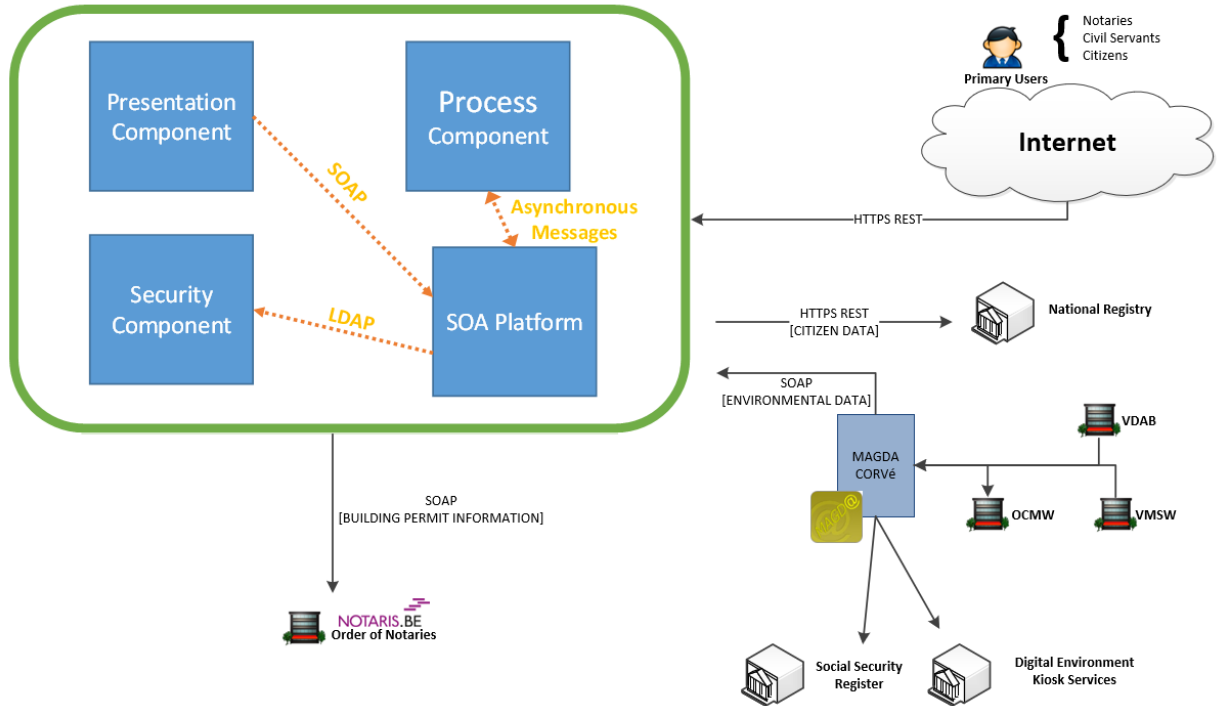 Notaries
Civil Servants
Citizens
Primary Users
Internet
Presentation
Component
Process
Component
SOAP
Asynchronous
Messages
HTTPS REST
Security
Component
LDAP
SOA Platform
HTTPS REST
[CITIZEN DATA]
National Registry
SOAP
[ENVIRONMENTAL DATA]
VDAB
MAGDA
CORVé
OCMW
VMSW
SOAP
[BUILDING PERMIT INFORMATION]
NOTARIS.BE
Order of Notaries
Social Security
Register
Digital Environment
Kiosk Services